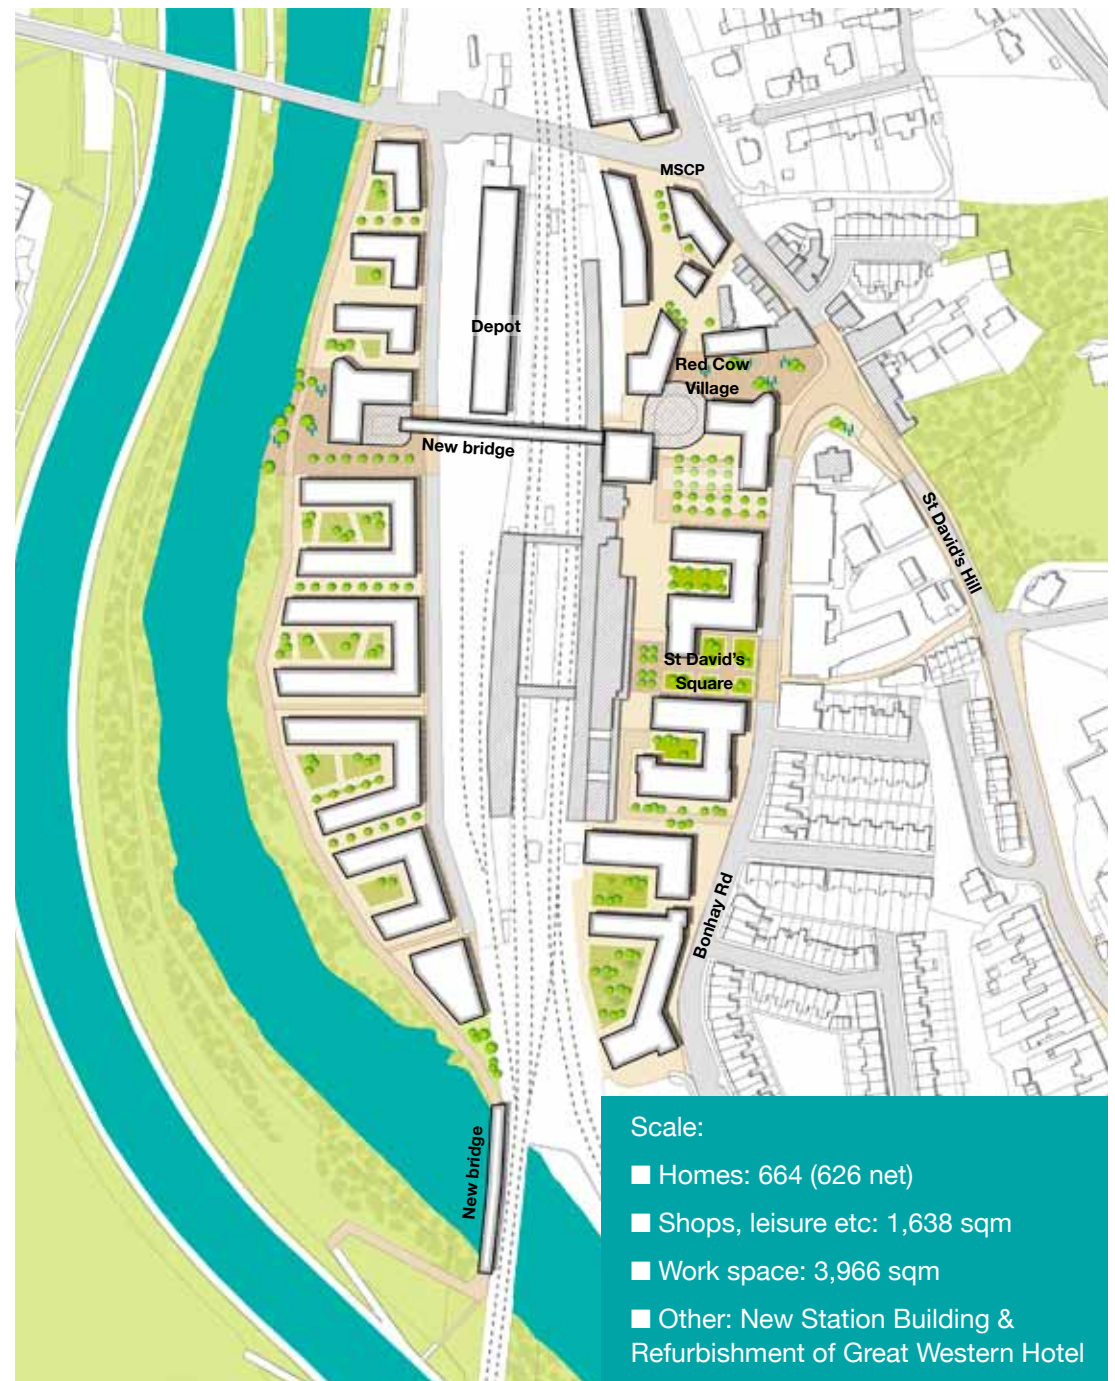 MSCP
Depot
Red Cow
Village
New bridge
St David's Hill
St David's
Square
Bonhay Rd
New bridge
Scale:
■ Homes: 664 (626 net)
■ Shops, leisure etc: 1,638 sqm
■ Work space: 3,966 sqm
■ Other: New Station Building &
Refurbishment of Great Western Hotel